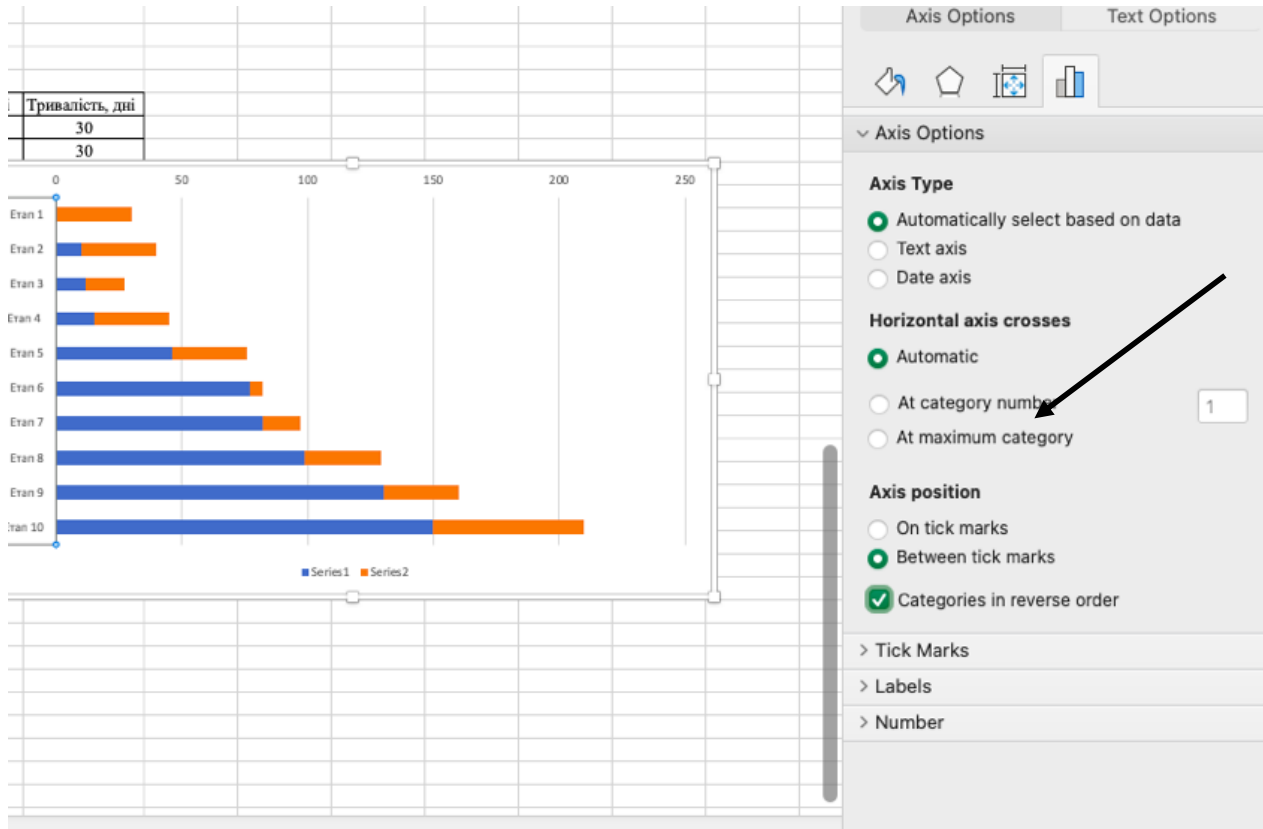 Axis Options Text Options
Тривалість, дні
30
30
0 50 100 150 200 250
Етап 1
Етап 2
Етап 3
Етап 4
Етап 5
Етап 6
Етап 7
Етап 8
Етап 9
Етап 10
Series1 Series2
Axis Options
Axis Type
Automatically select based on data
Text axis
Date axis
Horizontal axis crosses
Automatic
At category number 1
At maximum category
Axis position
On tick marks
Between tick marks
Categories in reverse order
Tick Marks
Labels
Number